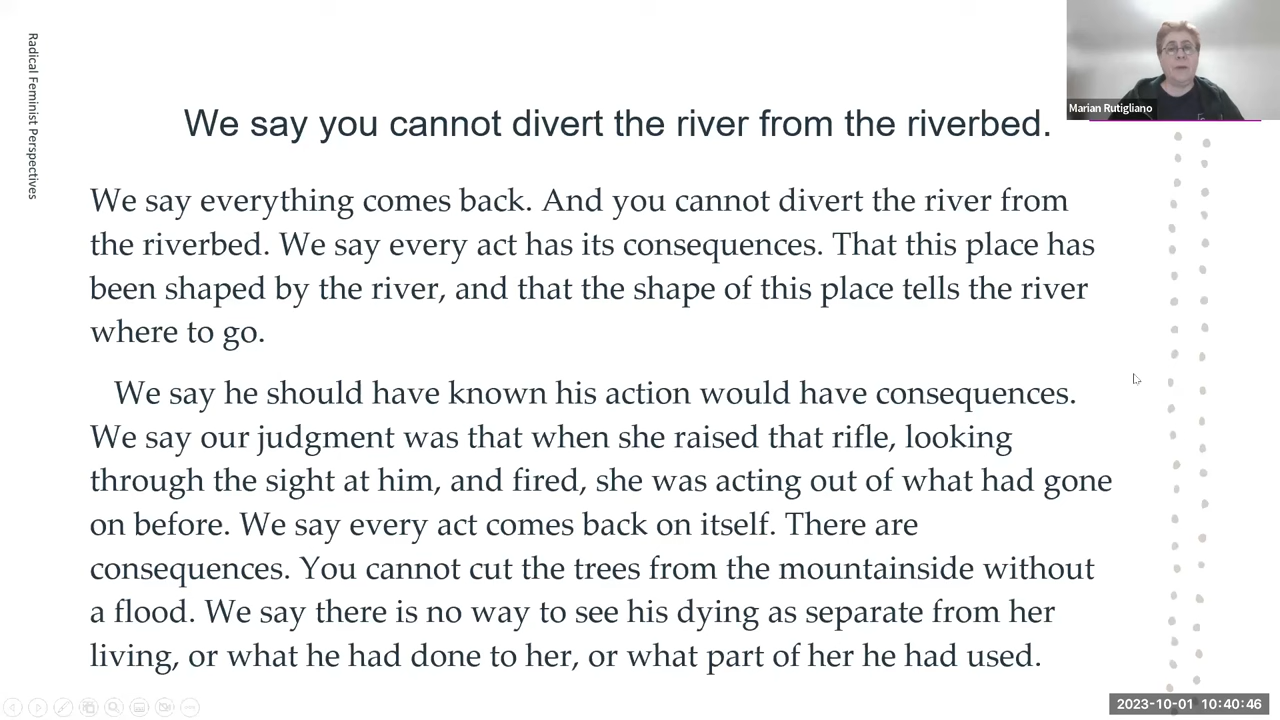 Radical Feminist Perspectives
Marian Rutigliano
We say you cannot divert the river from the riverbed.
We say everything comes back. And you cannot divert the river from
the riverbed. We say every act has its consequences. That this place has
been shaped by the river, and that the shape of this place tells the river
where to go.
We say he should have known his action would have consequences.
We say our judgment was that when she raised that rifle, looking
through the sight at him, and fired, she was acting out of what had gone
on before. We say every act comes back on itself. There are
consequences. You cannot cut the trees from the mountainside without
a flood. We say there is no way to see his dying as separate from her
living, or what he had done to her, or what part of her he had used.
2023-10-01 10:40:46